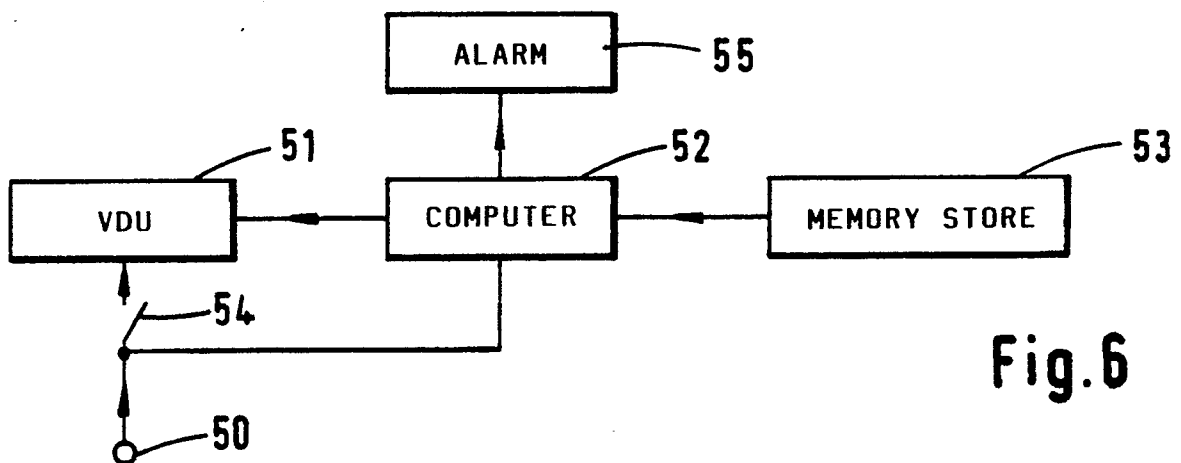 ALARM
55
51
52
53
VDU
COMPUTER
MEMORY STORE
54
Fig.6
50